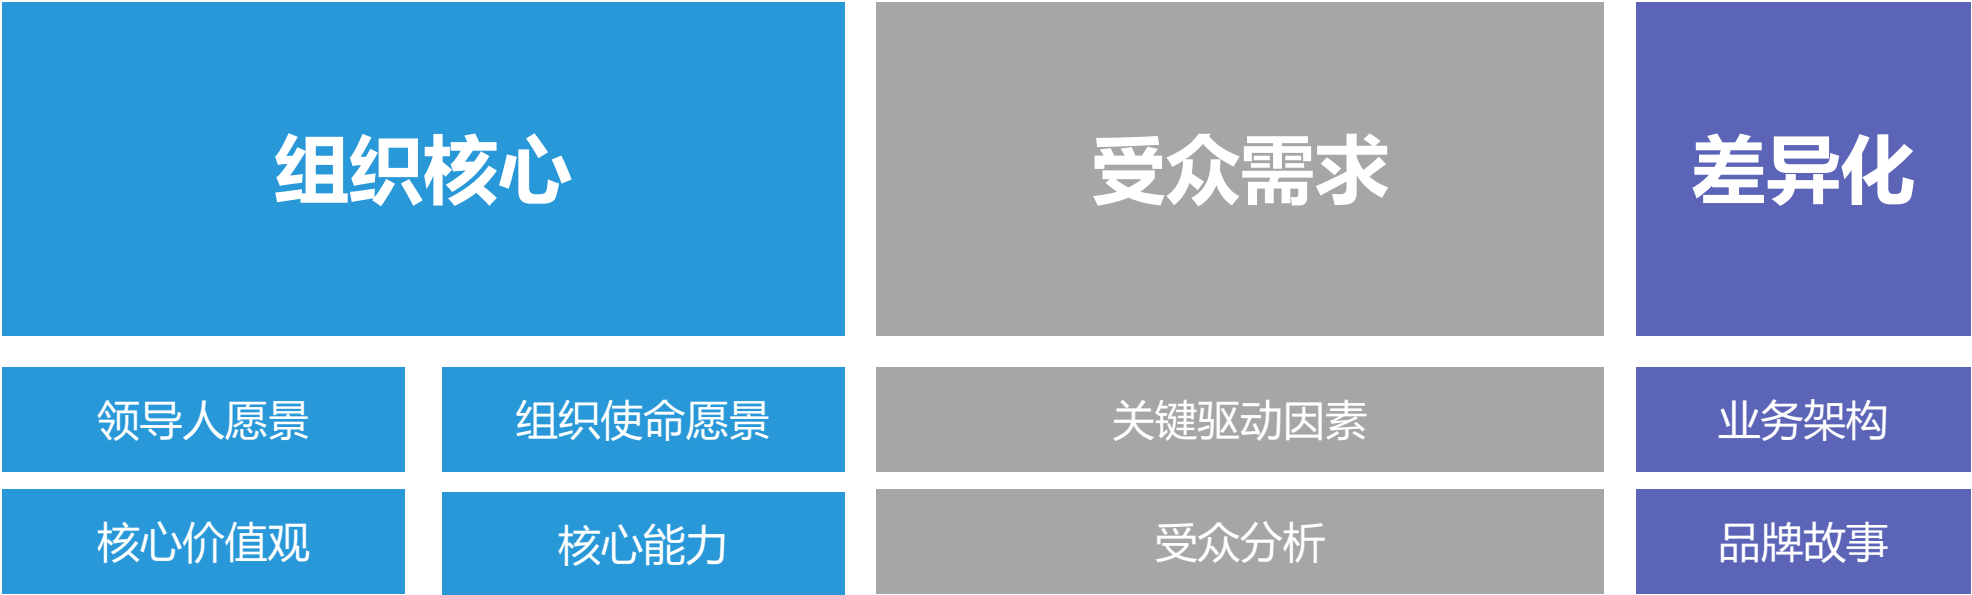 组织核心
受众需求
差异化
领导人愿景
组织使命愿景
关键驱动因素
业务架构
核心价值观
核心能力
受众分析
品牌故事